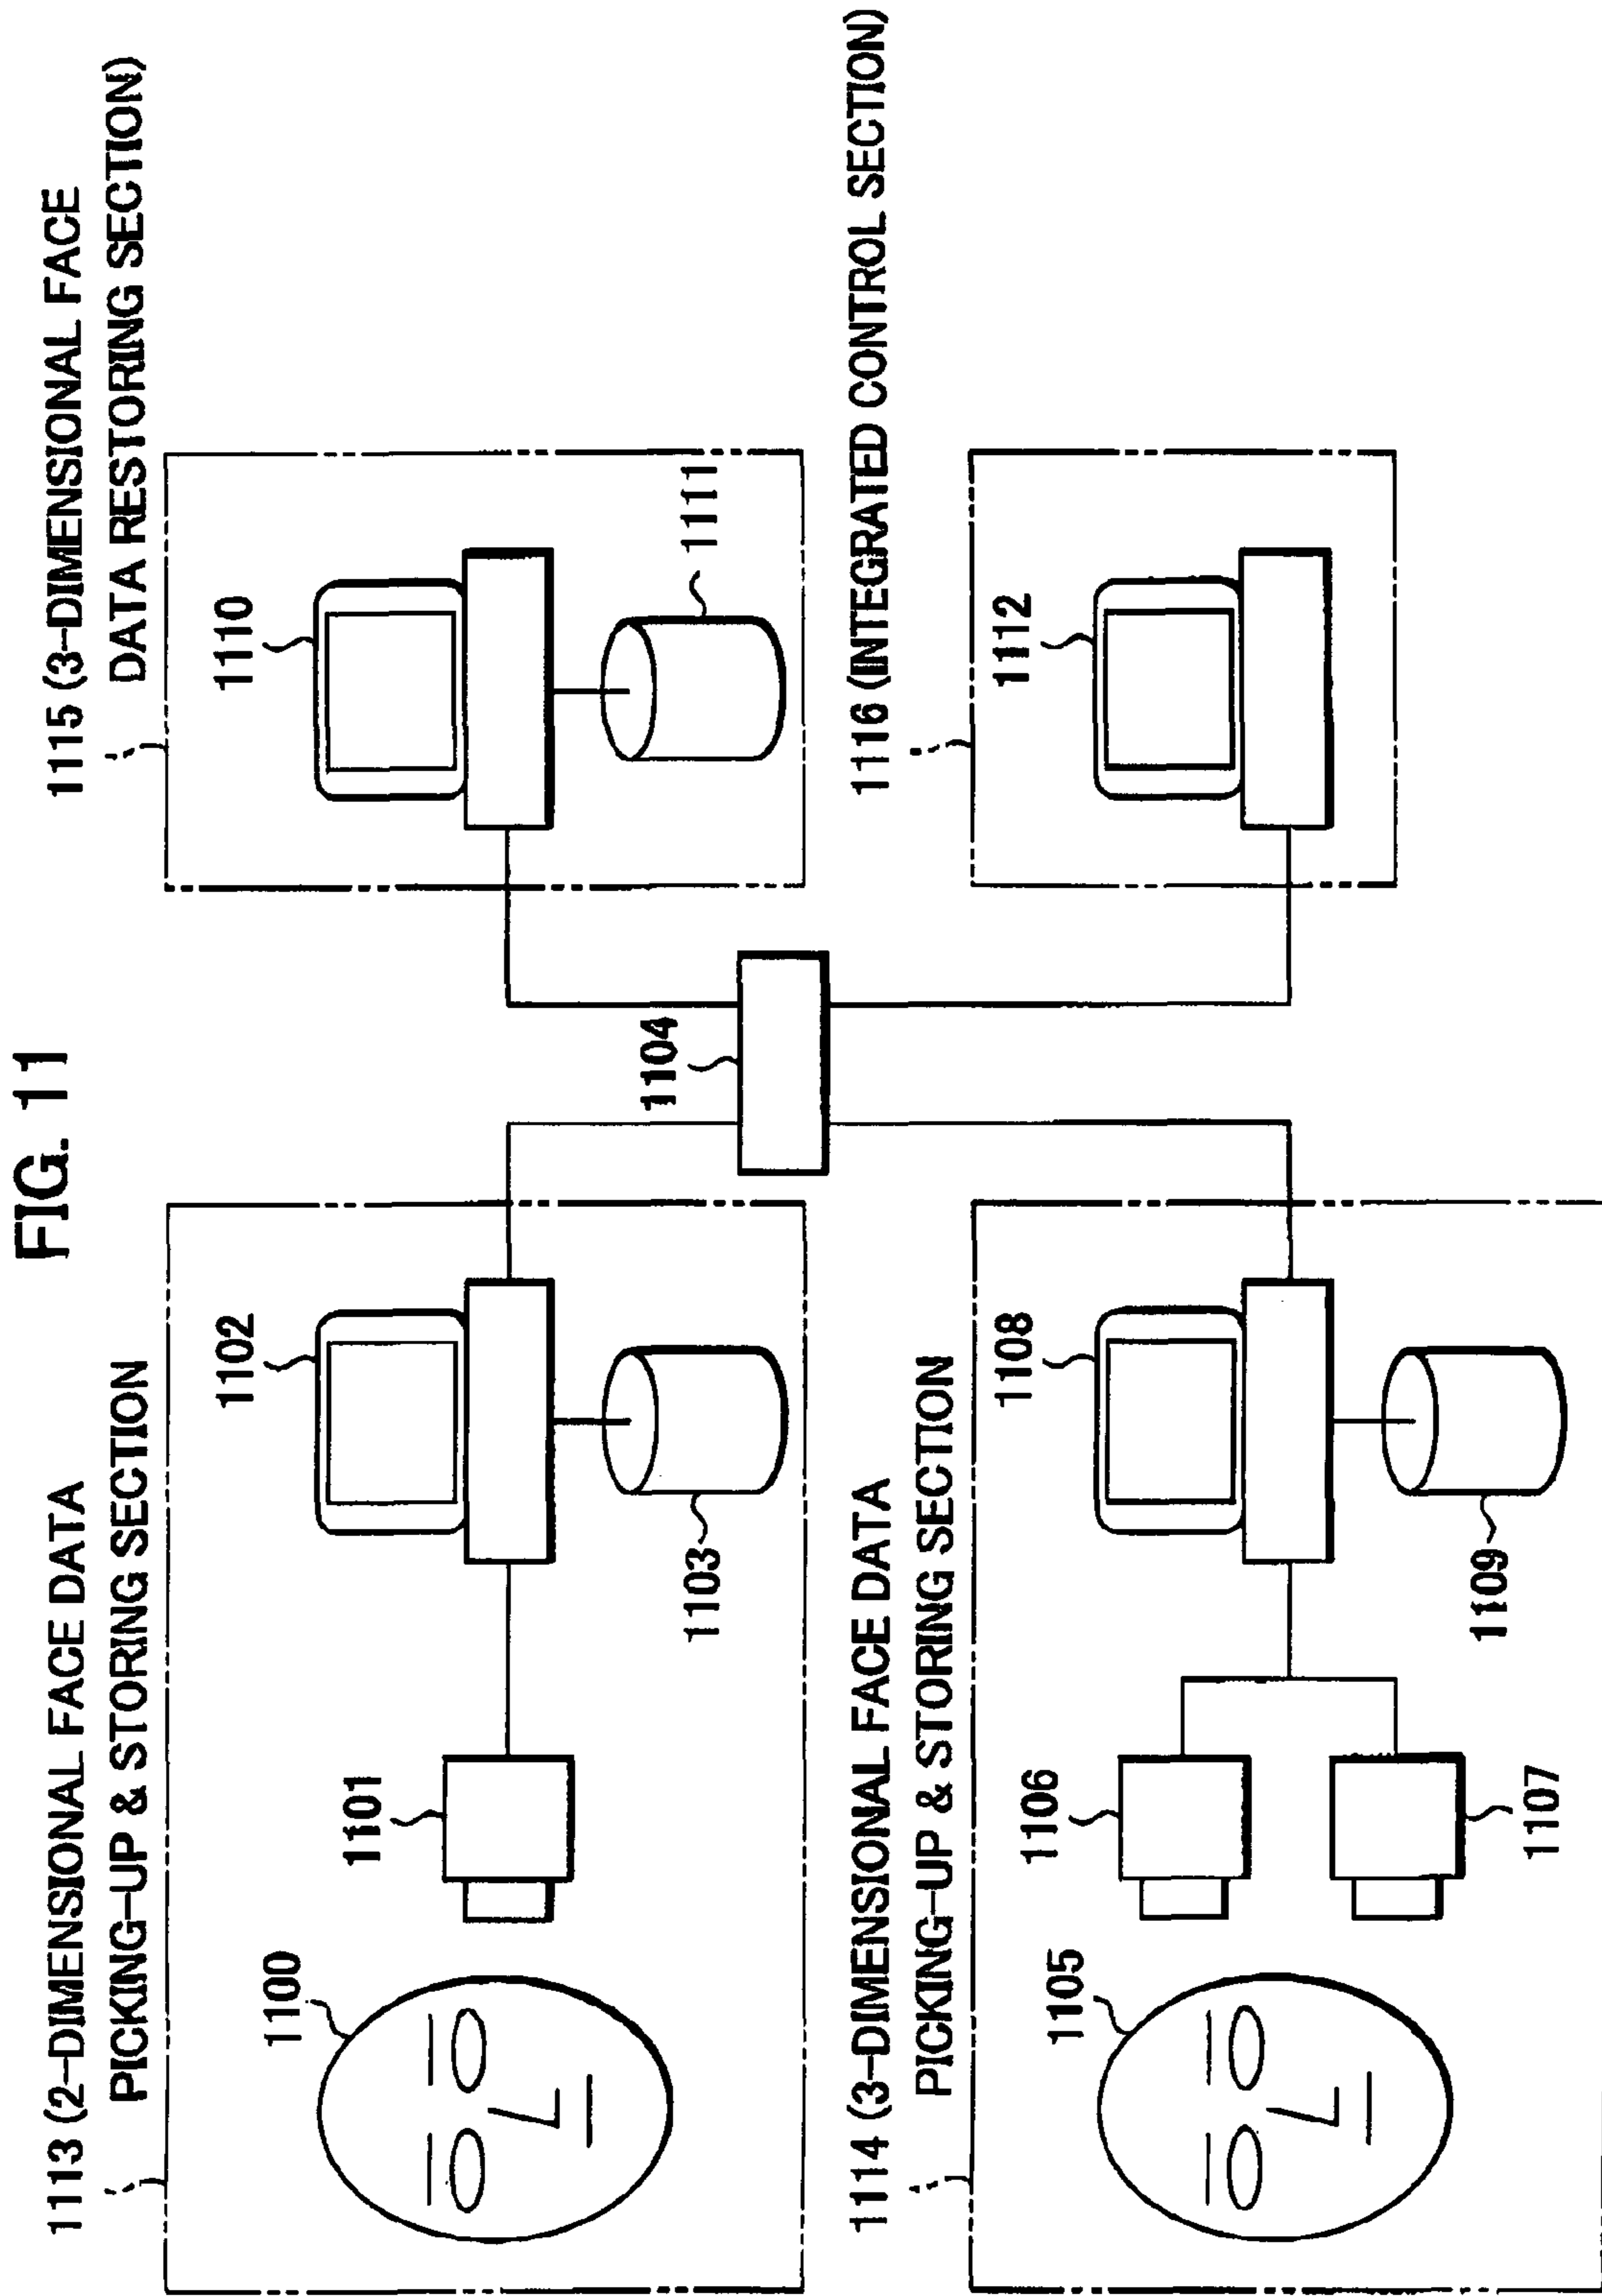 FIG. 11
1113 (2-DIMENSIONAL FACE DATA
PICKING-UP & STORING SECTION
1100
1101
1102
1103
1104
1115 (3-DIMENSIONAL FACE
DATA RESTORING SECTION)
1110
1111
1114 (3-DIMENSIONAL FACE DATA
PICKING-UP & STORING SECTION
1105
1106
1107
1108
1109
1116 (INTEGRATED CONTROL SECTION)
1112